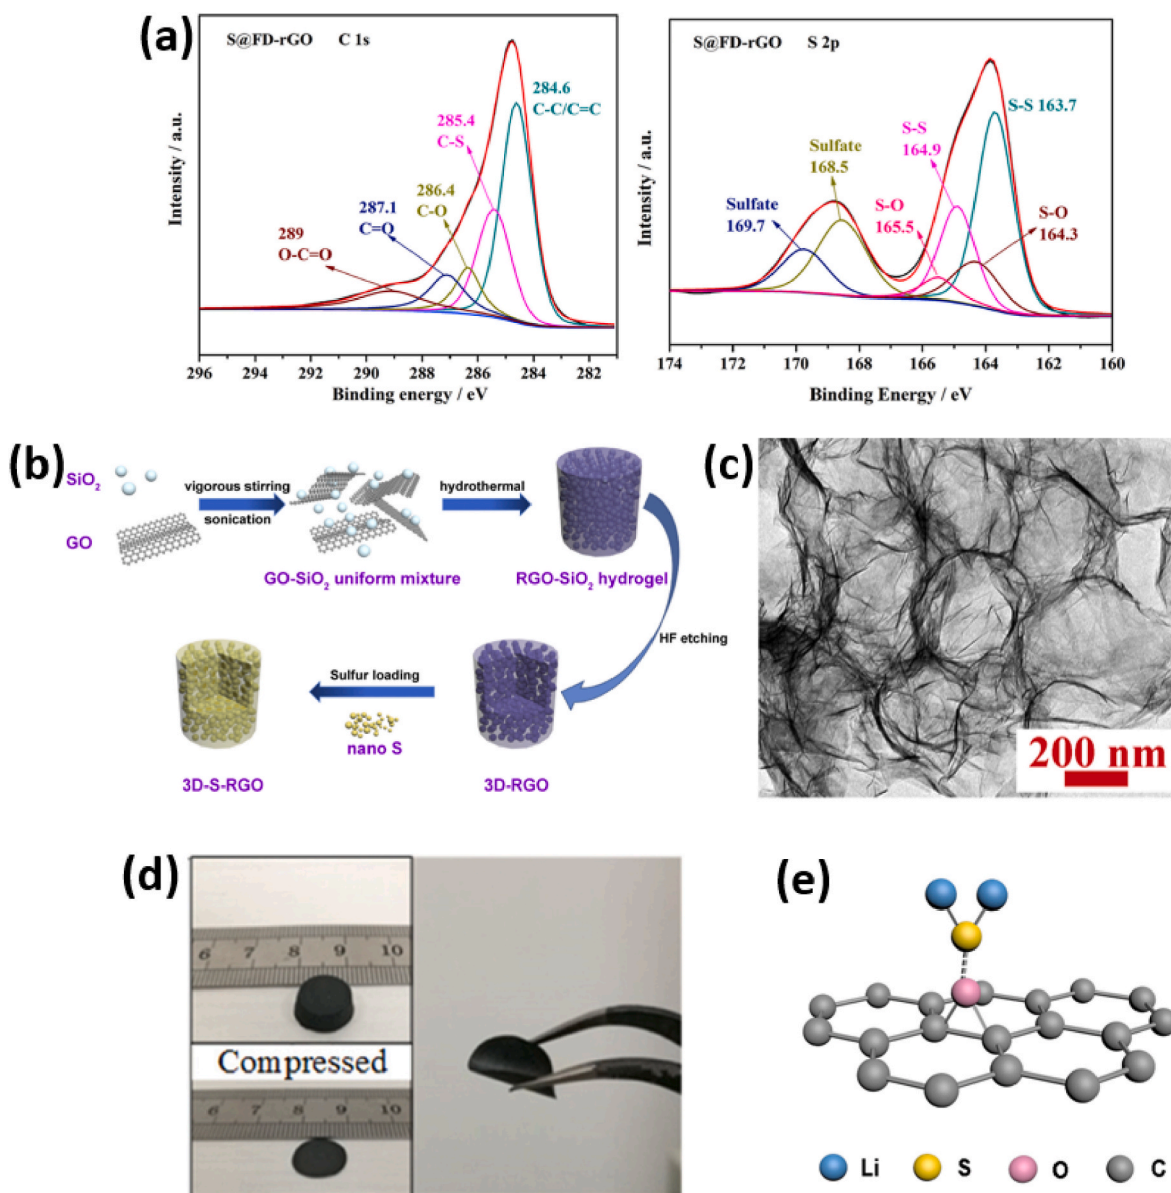 (a)
S@FD-rGO C 1s
284.6
C-C/C=C
285.4
C-S
286.4
C-O
287.1
C=O
289
O-C=O
Intensity / a.u.
296 294 292 290 288 286 284 282
Binding energy / eV
S@FD-rGO S 2p
S-S 163.7
S-S
164.9
Sulfate
168.5
S-O
165.5
Sulfate
169.7
S-O
164.3
Intensity / a.u.
174 172 170 168 166 164 162 160
Binding Energy / eV
(b)
SiO2
GO
vigorous stirring
sonication
GO-SiO2 uniform mixture
hydrothermal
RGO-SiO2 hydrogel
HF etching
3D-RGO
Sulfur loading
nano S
3D-S-RGO
(c)
200 nm
(d)
6 7 8 9 10
Compressed
6 7 8 9 10
(e)
Li S O C